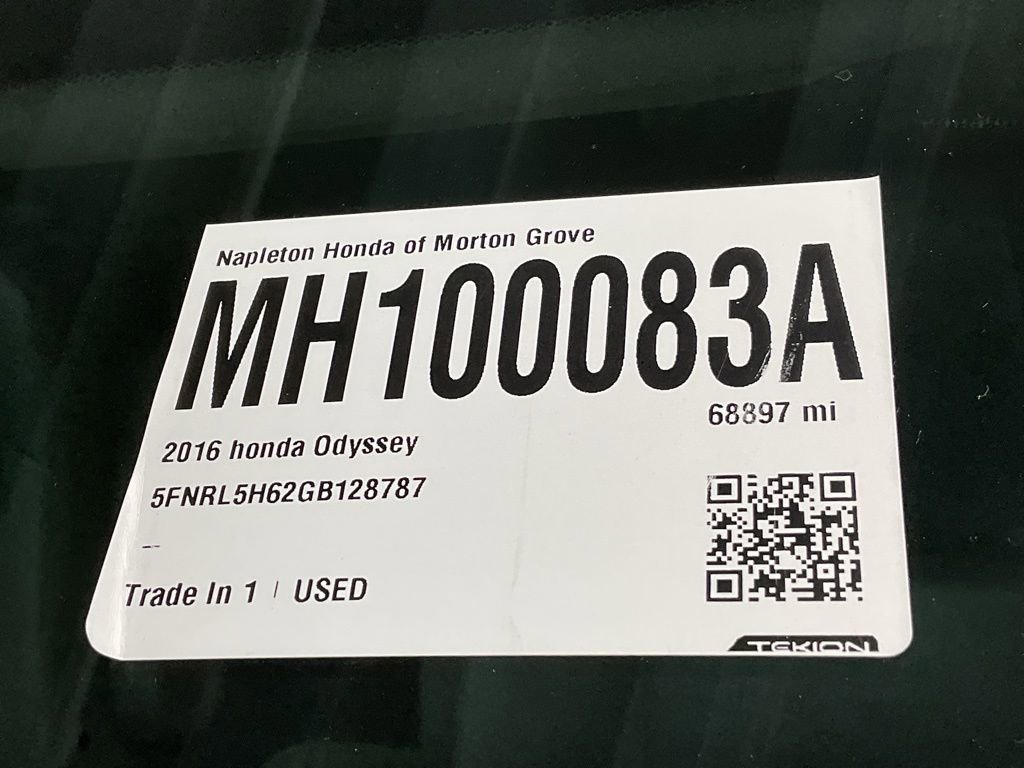 Napleton Honda of Morton Grove
MH100083A
68897 mi
2016 honda Odyssey
5FNRL5H62GB128787
--
Trade In 1 | USED
TEKION